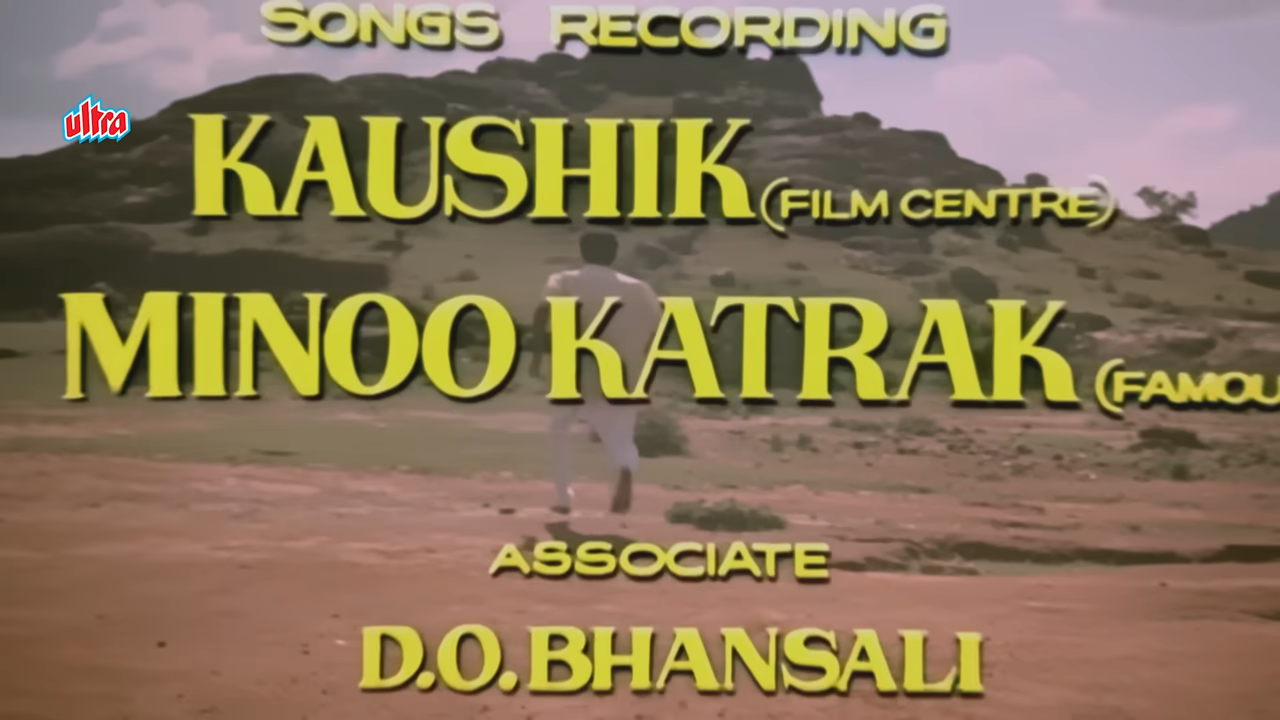 SONGS RECORDING
ultra
KAUSHIK (FILM CENTRE)
MINOO KATRAK (FAMOU
ASSOCIATE
D.O. BHANSALI